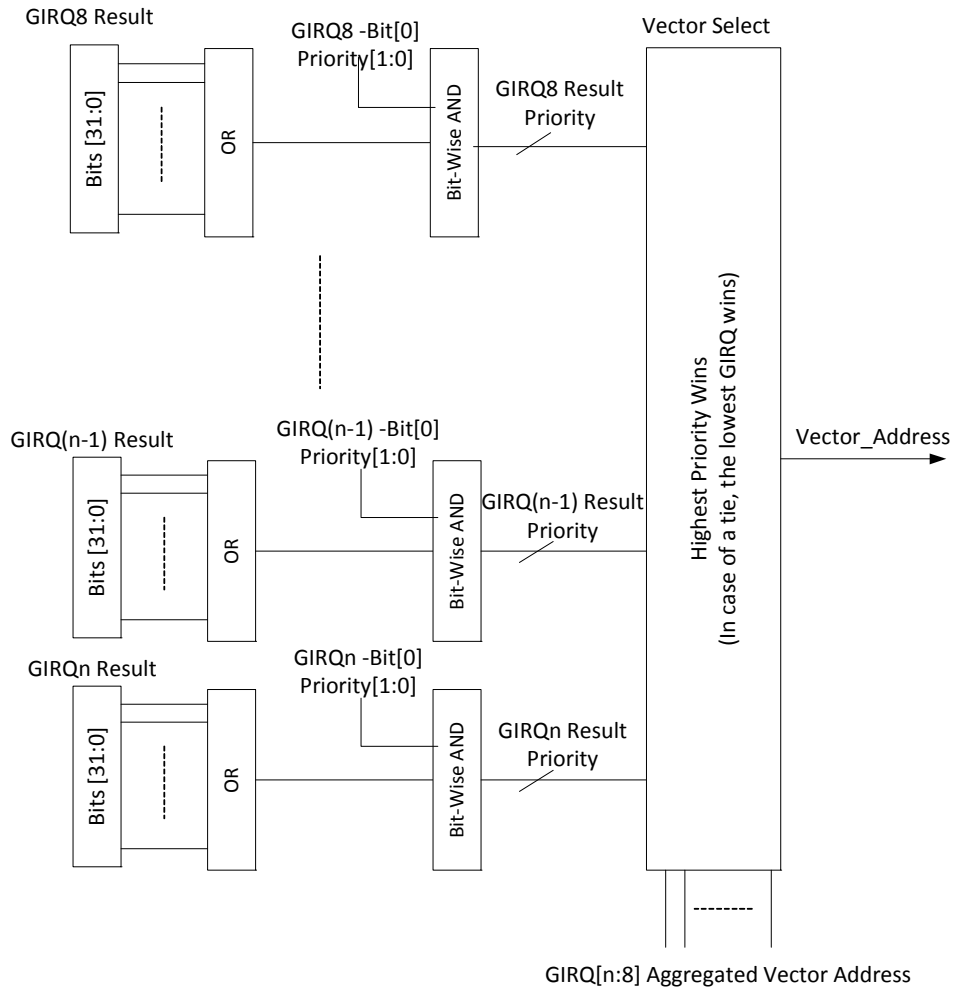 GIRQ8 Result
Bits [31:0]
OR
GIRQ8 -Bit[0]
Priority[1:0]
Bit-Wise AND
GIRQ8 Result
Priority
Vector Select
Highest Priority Wins
(In case of a tie, the lowest GIRQ wins)
Vector_Address
GIRQ(n-1) Result
Bits [31:0]
OR
GIRQ(n-1) -Bit[0]
Priority[1:0]
Bit-Wise AND
GIRQ(n-1) Result
Priority
GIRQn Result
Bits [31:0]
OR
GIRQn -Bit[0]
Priority[1:0]
Bit-Wise AND
GIRQn Result
Priority
GIRQ[n:8] Aggregated Vector Address